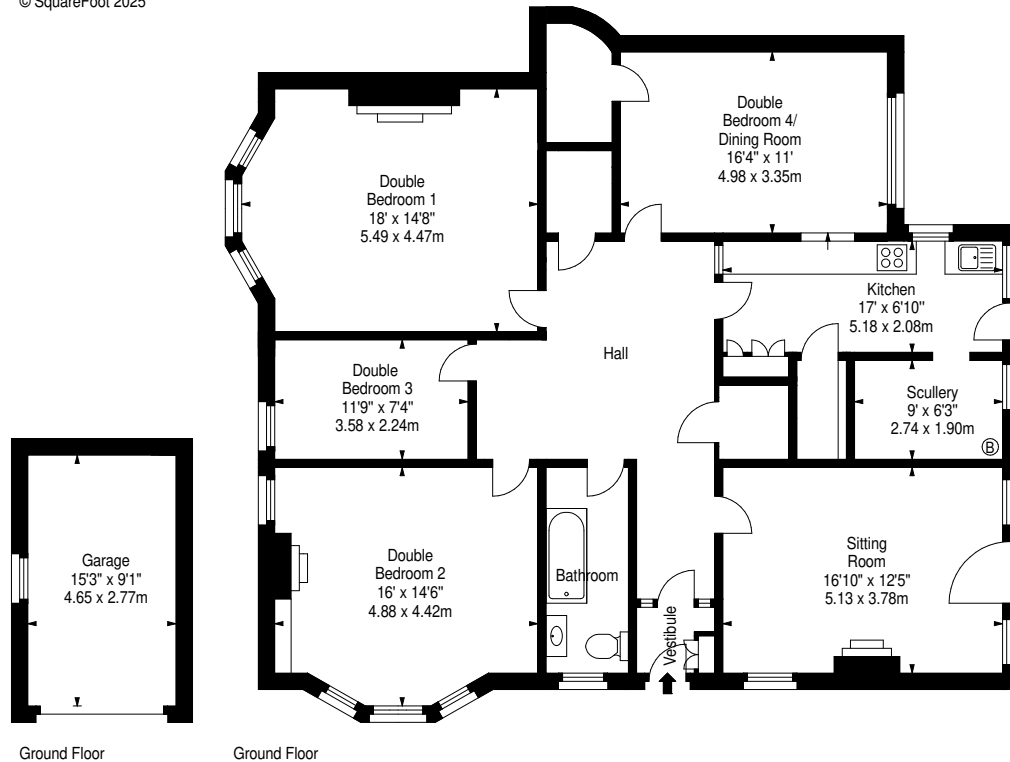 © SquareFoot 2025
Double
Bedroom 4/
Dining Room
16'4" x 11'
4.98 x 3.35m
Double
Bedroom 1
18' x 14'8"
5.49 x 4.47m
Kitchen
17' x 6'10"
5.18 x 2.08m
Hall
Double
Bedroom 3
11'9" x 7'4"
3.58 x 2.24m
Scullery
9' x 6'3"
2.74 x 1.90m
B
Garage
15'3" x 9'1"
4.65 x 2.77m
Double
Bedroom 2
16' x 14'6"
4.88 x 4.42m
Bathroom
Vestibule
Sitting
Room
16'10" x 12'5"
5.13 x 3.78m
Ground Floor
Ground Floor